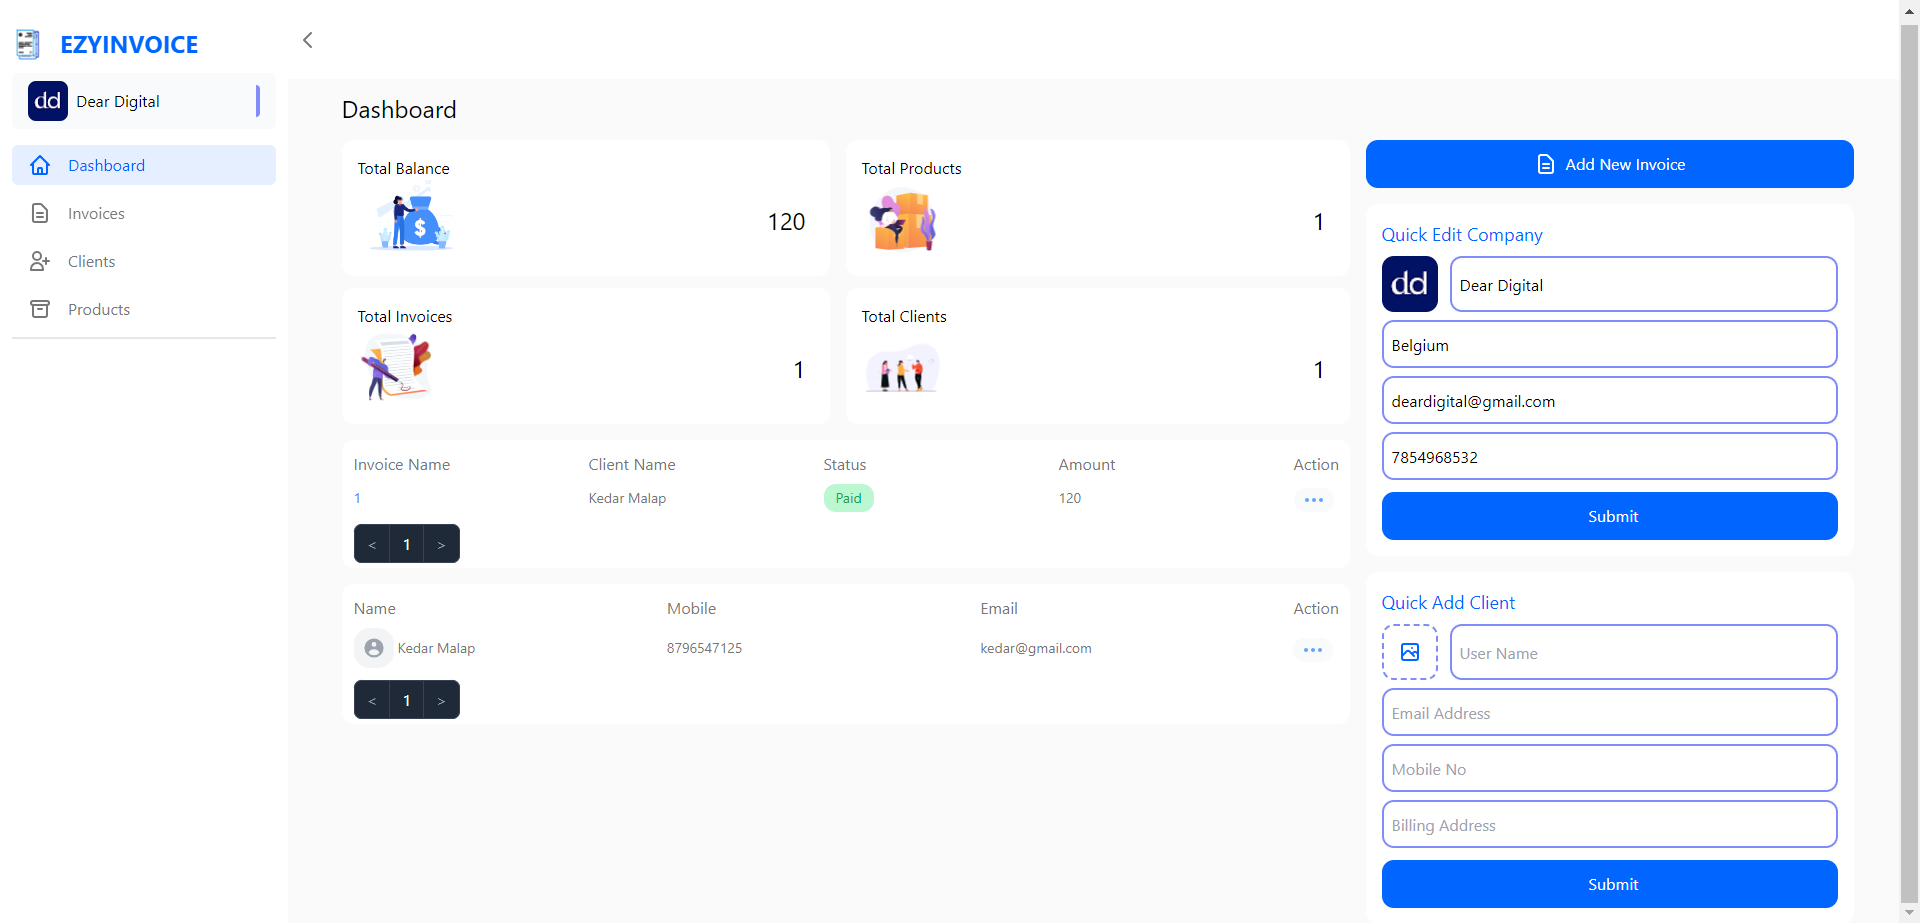 EZYINVOICE
dd Dear Digital
Dashboard
Invoices
Clients
Products
Dashboard
Total Balance
$
120
Total Products
1
Total Invoices
1
Total Clients
1
Invoice Name Client Name Status Amount Action
1 Kedar Malap Paid 120
< 1 >
Name Mobile Email Action
Kedar Malap 8796547125 kedar@gmail.com
< 1 >
Add New Invoice
Quick Edit Company
dd Dear Digital
Belgium
deardigital@gmail.com
7854968532
Submit
Quick Add Client
User Name
Email Address
Mobile No
Billing Address
Submit